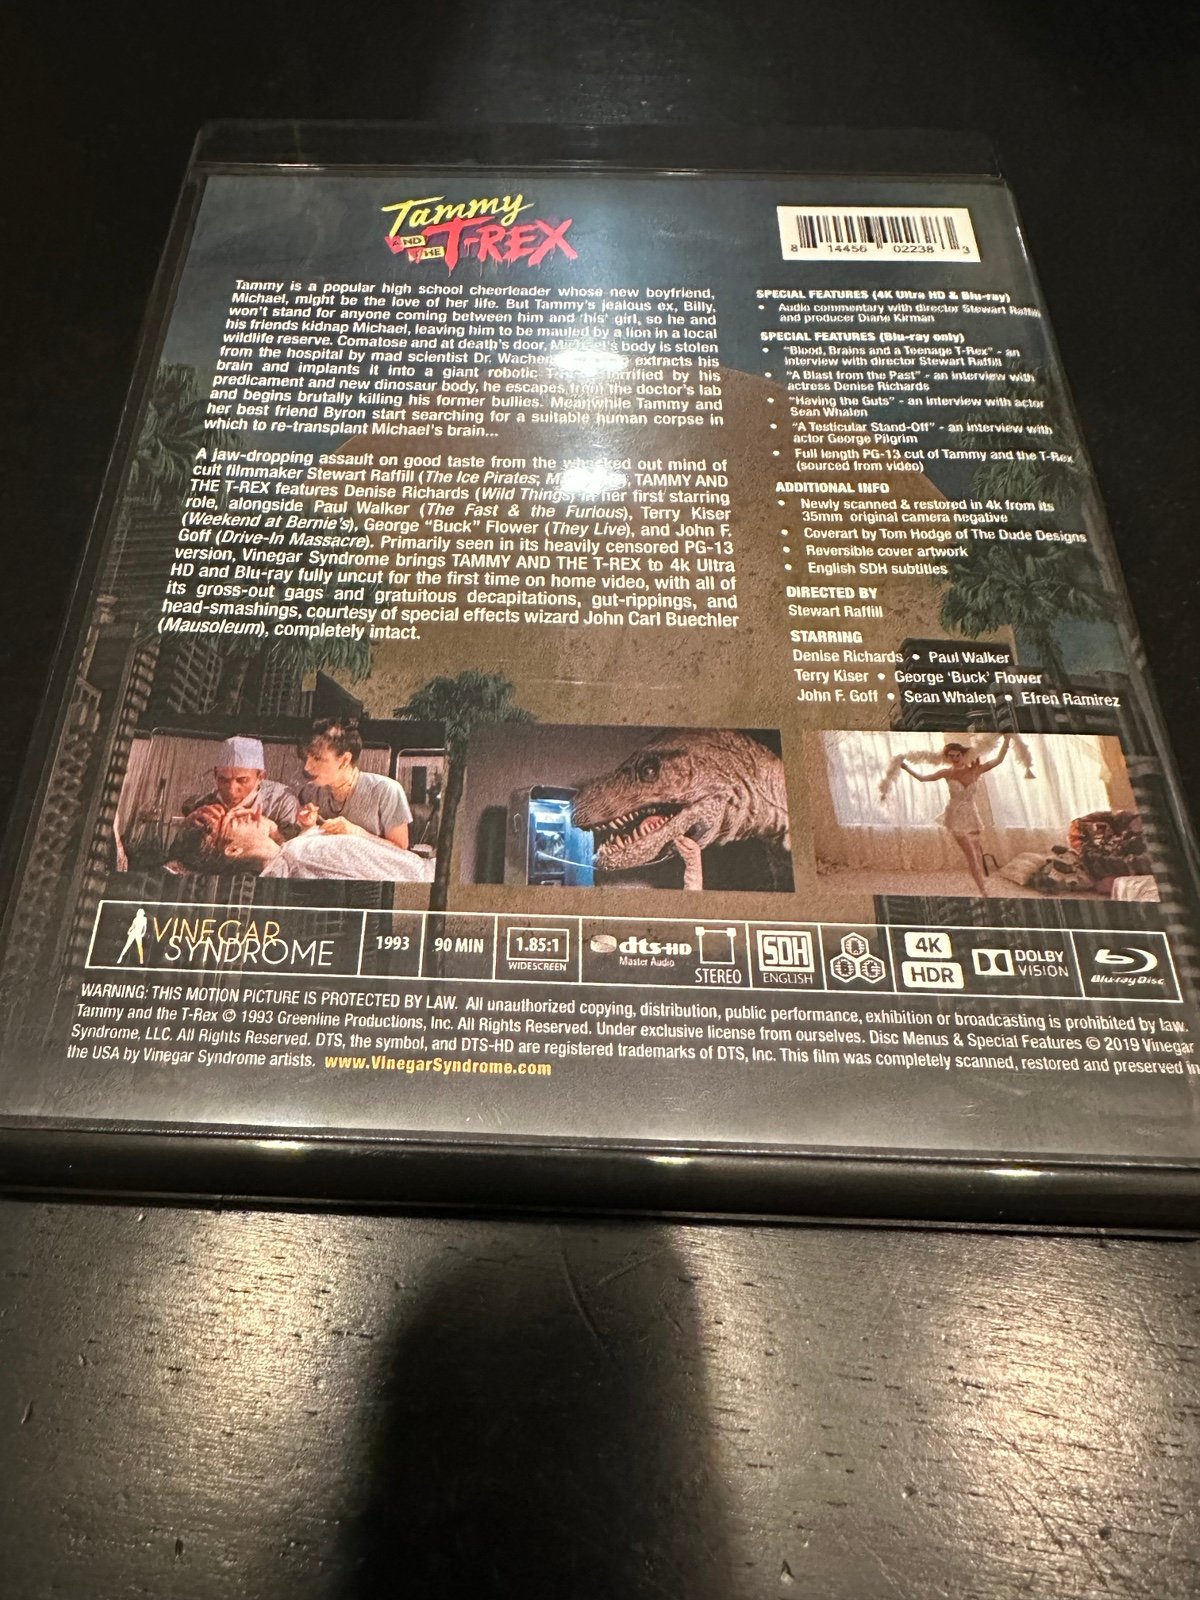 Tammy
AND THE T-REX
8 14456 02238 3
Tammy is a popular high school cheerleader whose new boyfriend,
Michael, might be the love of her life. But Tammy's jealous ex, Billy,
won't stand for anyone coming between him and 'his' girl, so he and
his friends kidnap Michael, leaving him to be mauled by a lion in a local
wildlife reserve. Comatose and at death's door, Michael's body is stolen
from the hospital by mad scientist Dr. extracts his
brain and implants it into a giant robotic by his
predicament and new dinosaur body, he escapes from the doctor's lab
and begins brutally killing his former bullies. Meanwhile Tammy and
her best friend Byron start searching for a suitable human corpse in
which to re-transplant Michael's brain...
A jaw-dropping assault on good taste from the whacked out mind of
cult filmmaker Stewart Raffill (The Ice Pirates; TAMMY AND
THE T-REX features Denise Richards (Wild Things) in her first starring
role, alongside Paul Walker (The Fast & the Furious), Terry Kiser
(Weekend at Bernie's), George "Buck" Flower (They Live), and John F.
Goff (Drive-In Massacre). Primarily seen in its heavily censored PG-13
version, Vinegar Syndrome brings TAMMY AND THE T-REX to 4K Ultra
HD and Blu-ray fully uncut for the first time on home video, with all of
its gross-out gags and gratuitous decapitations, gut-rippings, and
head-smashings, courtesy of special effects wizard John Carl Buechler
(Mausoleum), completely intact.
SPECIAL FEATURES (4K Ultra HD & Blu-ray)
• Audio commentary with director Stewart Raffill
and producer Diane Kirman
SPECIAL FEATURES (Blu-ray only)
• "Blood, Brains and a Teenage T-Rex" - an
interview with director Stewart Raffill
• "A Blast from the Past" - an interview with
actress Denise Richards
• "Having the Guts" - an interview with actor
Sean Whalen
• "A Testicular Stand-Off" - an interview with
actor George Pilgrim
• Full length PG-13 cut of Tammy and the T-Rex
(sourced from video)
ADDITIONAL INFO
• Newly scanned & restored in 4k from its
35mm original camera negative
• Coverart by Tom Hodge of The Dude Designs
• Reversible cover artwork
• English SDH subtitles
DIRECTED BY
Stewart Raffill
STARRING
Denise Richards • Paul Walker
Terry Kiser • George 'Buck' Flower
John F. Goff • Sean Whalen • Efren Ramirez
VINEGAR
SYNDROME
1993
90 MIN
1.85:1
WIDESCREEN
dts-HD
Master Audio
STEREO
SDH
ENGLISH
4K
HDR
DOLBY
VISION
Blu-ray Disc
WARNING: THIS MOTION PICTURE IS PROTECTED BY LAW. All unauthorized copying, distribution, public performance, exhibition or broadcasting is prohibited by law.
Tammy and the T-Rex © 1993 Greenline Productions, Inc. All Rights Reserved. Under exclusive license from ourselves. Disc Menus & Special Features © 2019 Vinegar
Syndrome, LLC. All Rights Reserved. DTS, the symbol, and DTS-HD are registered trademarks of DTS, Inc. This film was completely scanned, restored and preserved in
the USA by Vinegar Syndrome artists. www.VinegarSyndrome.com